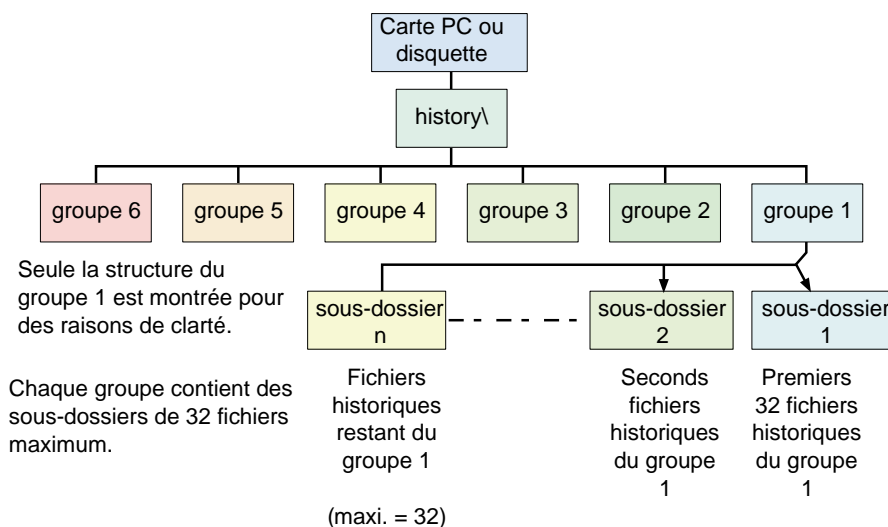 Carte PC ou
disquette
history\
groupe 6
groupe 5
groupe 4
groupe 3
groupe 2
groupe 1
Seule la structure du
groupe 1 est montrée pour
des raisons de clarté.
sous-dossier
n
sous-dossier
2
sous-dossier
1
Chaque groupe contient des
sous-dossiers de 32 fichiers
maximum.
Fichiers
historiques
restant du
groupe 1
(maxi. = 32)
Seconds
fichiers
historiques
du groupe
1
Premiers
32 fichiers
historiques
du groupe
1